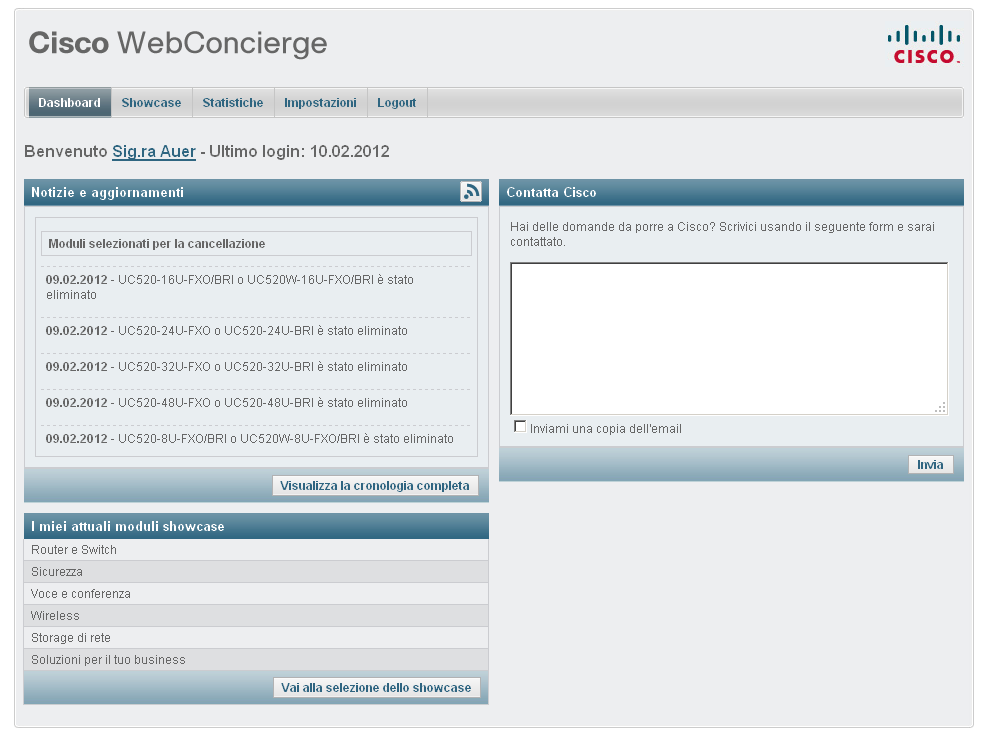 Cisco WebConcierge
CISCO.
Dashboard Showcase Statistiche Impostazioni Logout
Benvenuto Sig.ra Auer - Ultimo login: 10.02.2012
Notizie e aggiornamenti
Moduli selezionati per la cancellazione
09.02.2012 - UC520-16U-FXO/BRI o UC520W-16U-FXO/BRI è stato
eliminato
09.02.2012 - UC520-24U-FXO o UC520-24U-BRI è stato eliminato
09.02.2012 - UC520-32U-FXO o UC520-32U-BRI è stato eliminato
09.02.2012 - UC520-48U-FXO o UC520-48U-BRI è stato eliminato
09.02.2012 - UC520-8U-FXO/BRI o UC520W-8U-FXO/BRI è stato eliminato
Visualizza la cronologia completa
I miei attuali moduli showcase
Router e Switch
Sicurezza
Voce e conferenza
Wireless
Storage di rete
Soluzioni per il tuo business
Vai alla selezione dello showcase
Contatta Cisco
Hai delle domande da porre a Cisco? Scrivici usando il seguente form e sarai
contattato.
Inviami una copia dell'email
Invia